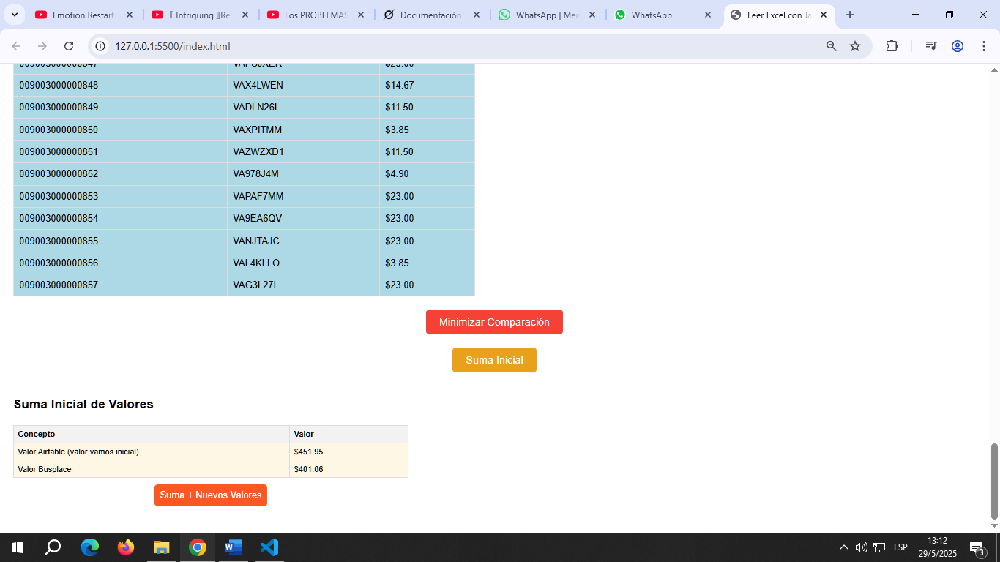 Emotion Restart
『 Intriguing 』Re
Los PROBLEMAS
Documentación
WhatsApp | Mer
WhatsApp
Leer Excel con Ja
127.0.0.1:5500/index.html
009003000000847 $23.00
009003000000848 VAX4LWEN $14.67
009003000000849 VADLN26L $11.50
009003000000850 VAXPITMM $3.85
009003000000851 VAZWZXD1 $11.50
009003000000852 VA978J4M $4.90
009003000000853 VAPAF7MM $23.00
009003000000854 VA9EA6QV $23.00
009003000000855 VANJTAJC $23.00
009003000000856 VAL4KLLO $3.85
009003000000857 VAG3L27I $23.00
Minimizar Comparación
Suma Inicial
Suma Inicial de Valores
Concepto Valor
Valor Airtable (valor vamos inicial) $451.95
Valor Busplace $401.06
Suma + Nuevos Valores
ESP
13:12
29/5/2025
3